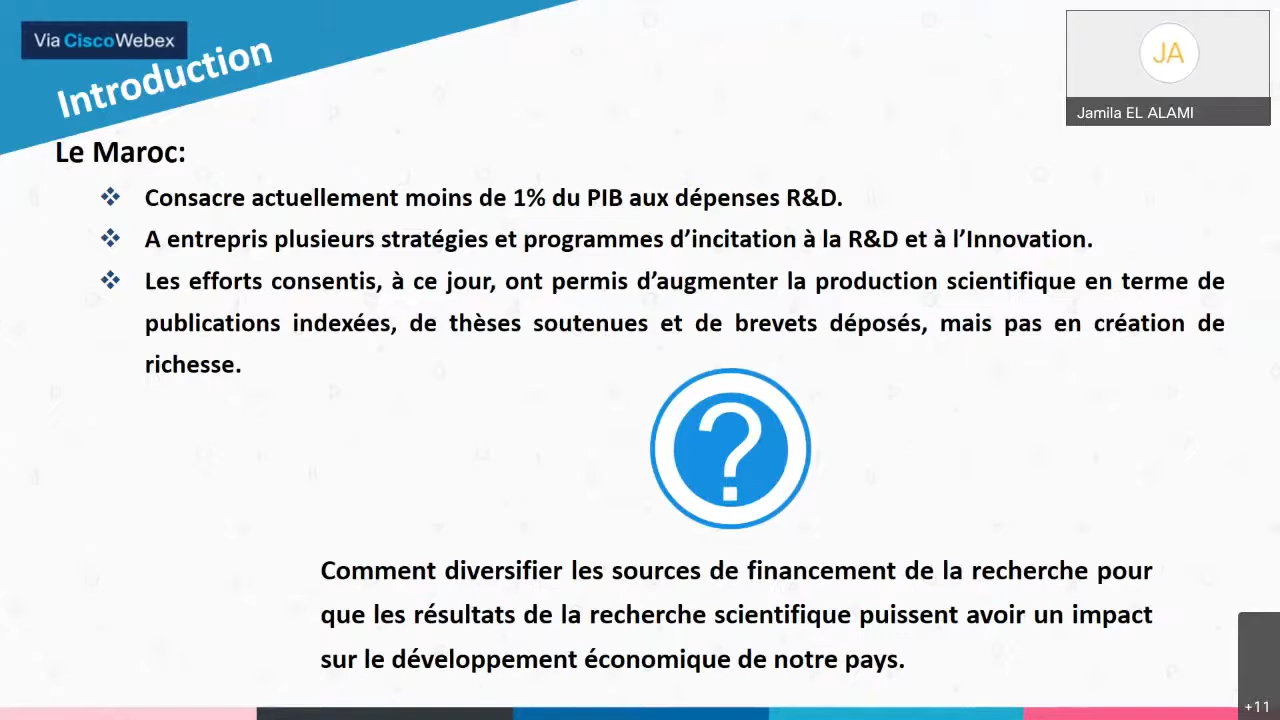 Via CiscoWebex
Introduction
JA
Jamila EL ALAMI
Le Maroc:
Consacre actuellement moins de 1% du PIB aux dépenses R&D.
A entrepris plusieurs stratégies et programmes d’incitation à la R&D et à l’Innovation.
Les efforts consentis, à ce jour, ont permis d’augmenter la production scientifique en terme de
publications indexées, de thèses soutenues et de brevets déposés, mais pas en création de
richesse.
?
Comment diversifier les sources de financement de la recherche pour
que les résultats de la recherche scientifique puissent avoir un impact
sur le développement économique de notre pays.
+11